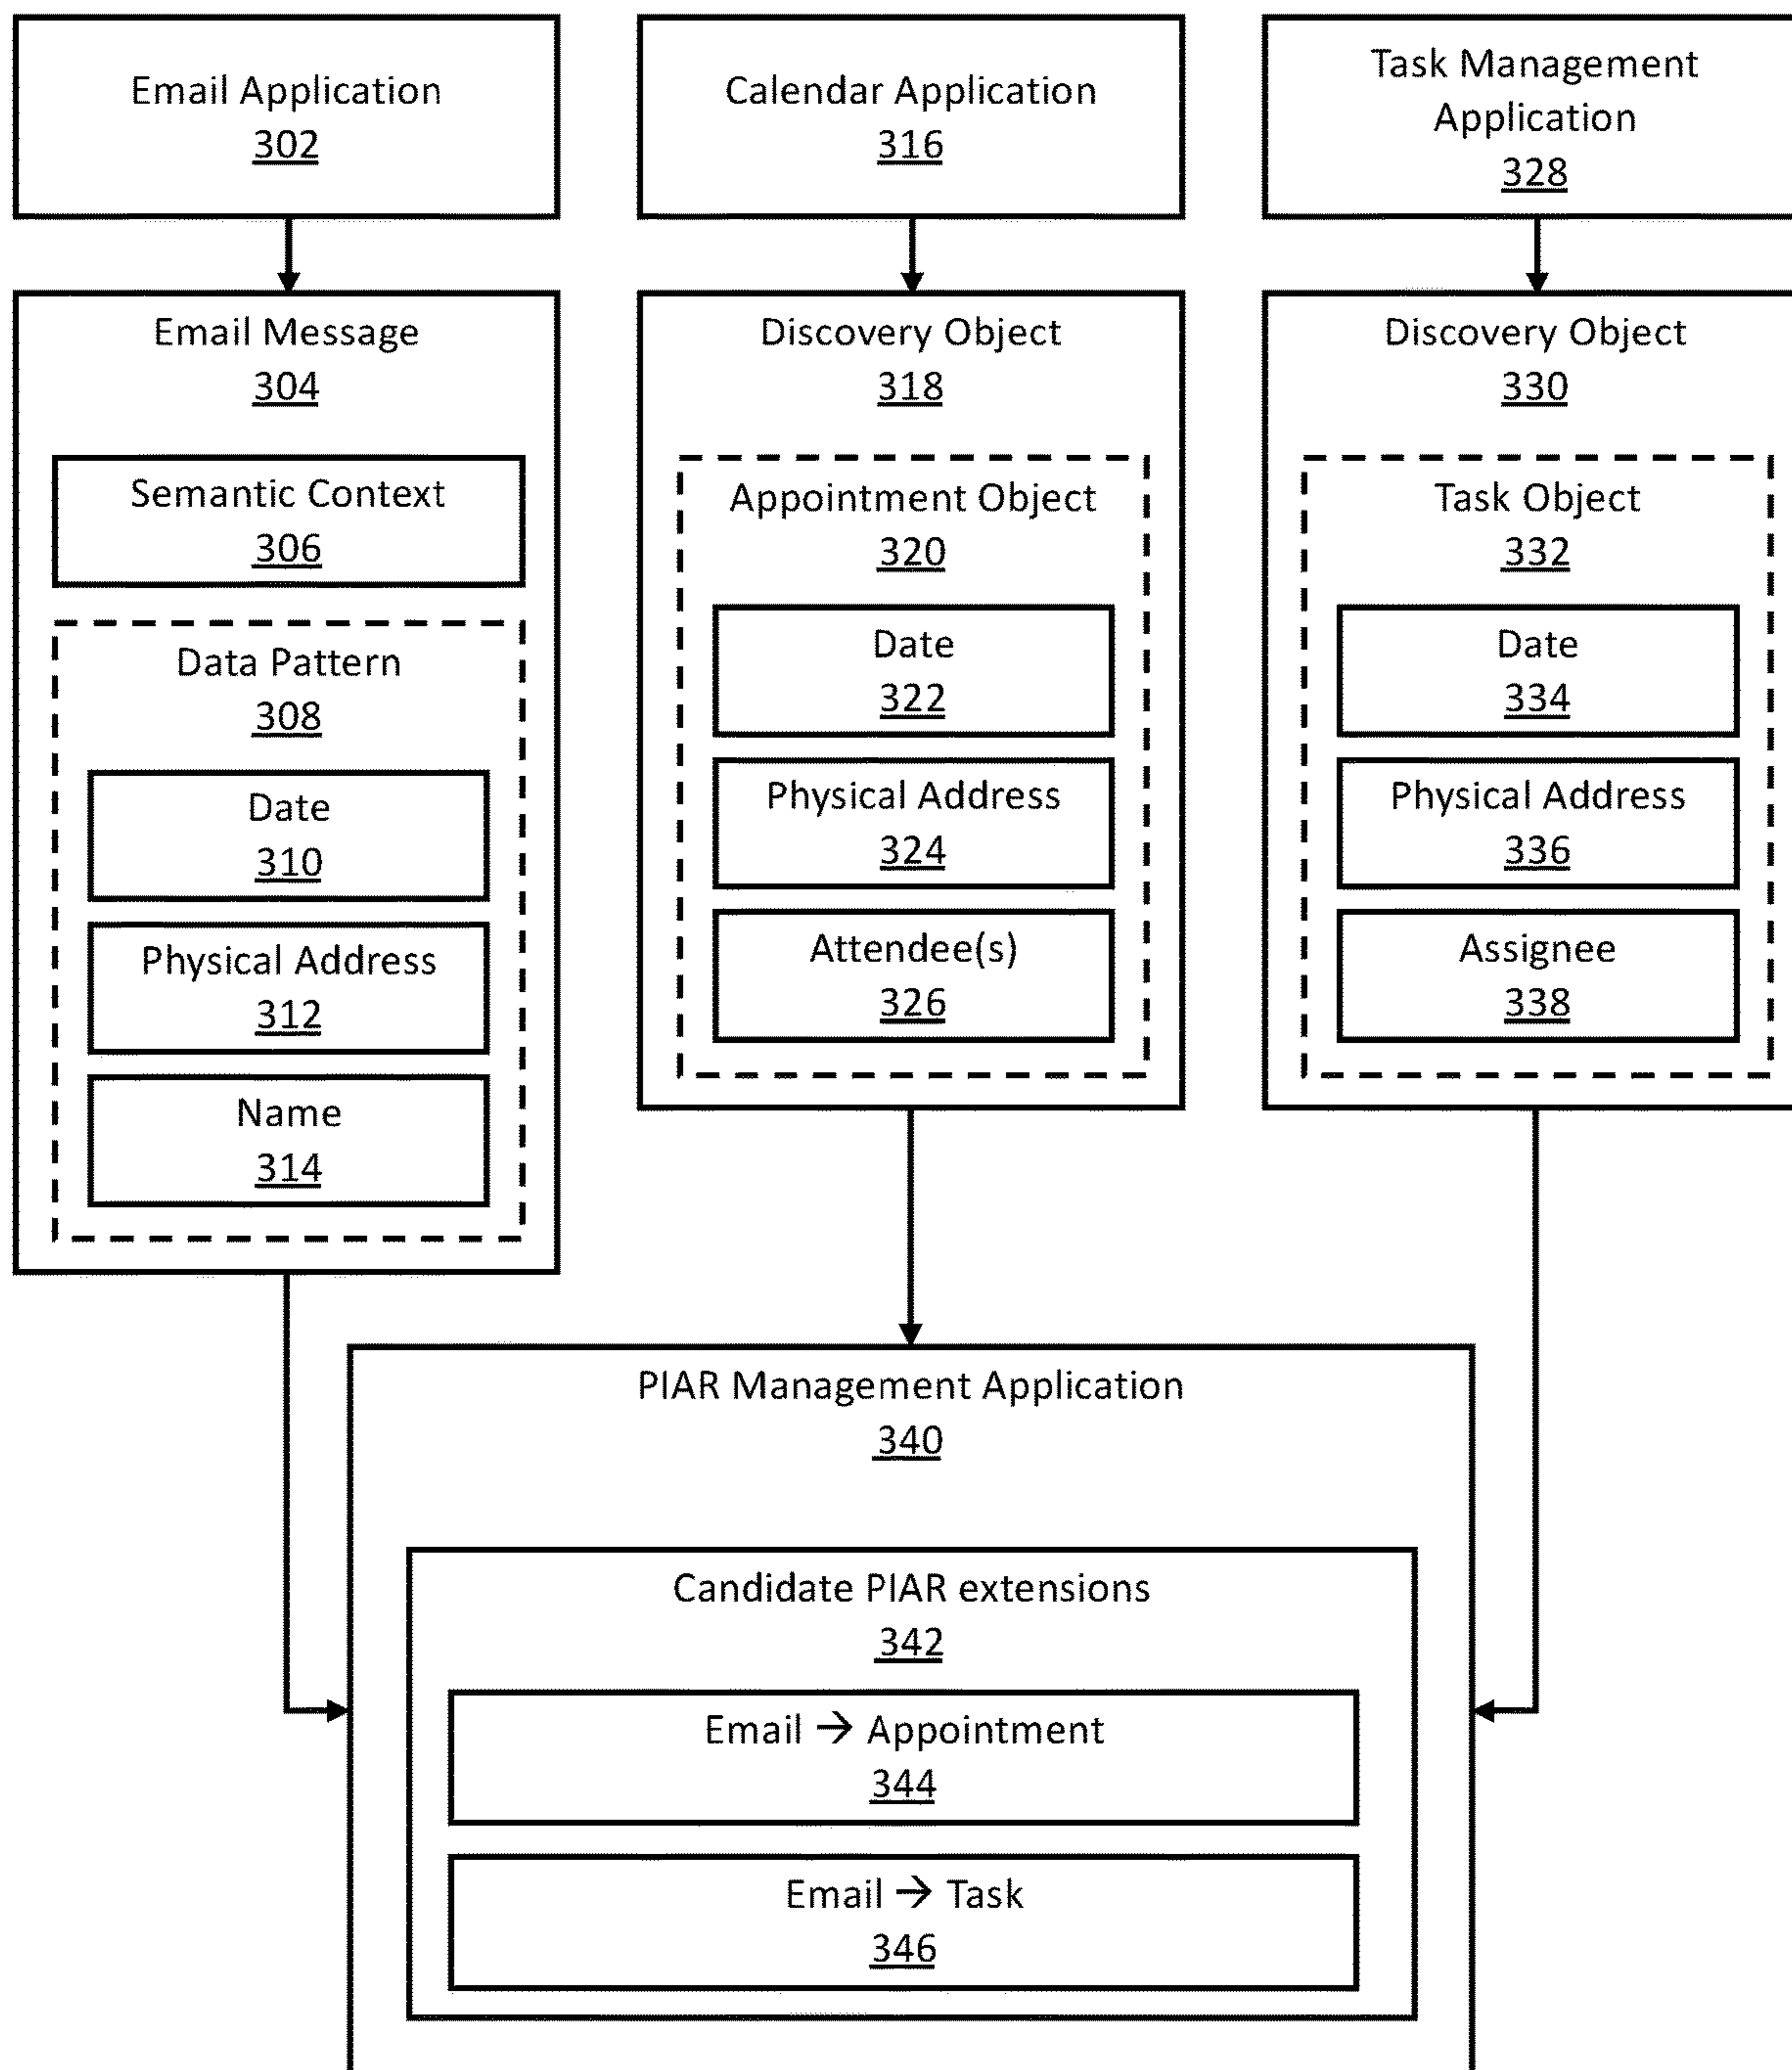 Email Application
302
Calendar Application
316
Task Management
Application
328
Email Message
304
Semantic Context
306
Data Pattern
308
Date
310
Physical Address
312
Name
314
Discovery Object
318
Appointment Object
320
Date
322
Physical Address
324
Attendee(s)
326
Discovery Object
330
Task Object
332
Date
334
Physical Address
336
Assignee
338
PIAR Management Application
340
Candidate PIAR extensions
342
Email → Appointment
344
Email → Task
346